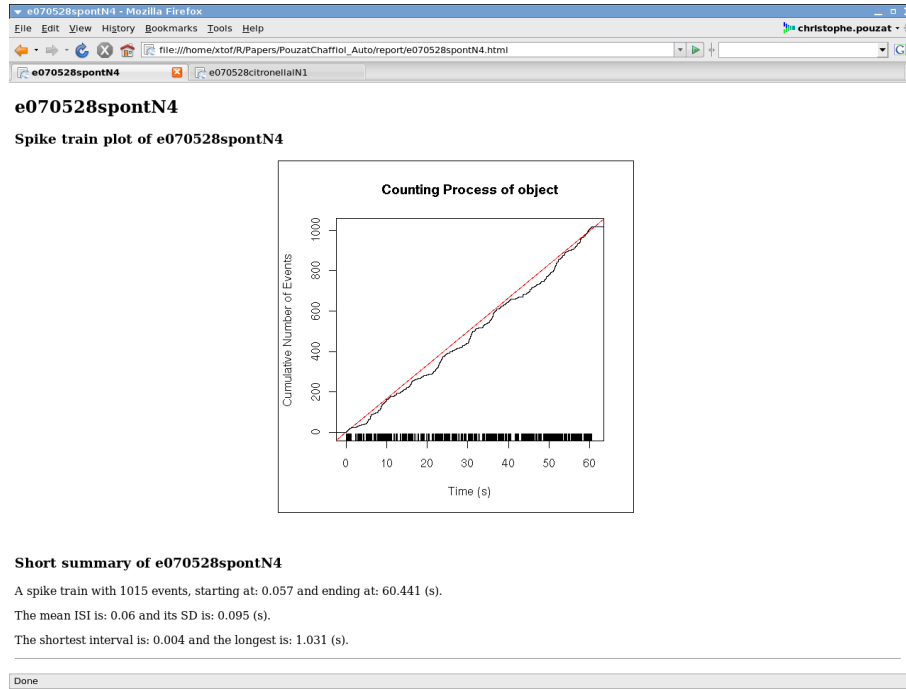 e070528spontN4 - Mozilla Firefox
File Edit View History Bookmarks Tools Help
christophe.pouzat
file:///home/xtof/R/Papers/PouzatChaffiol_Auto/report/e070528spontN4.html
G
e070528spontN4
e070528citronellalN1
e070528spontN4
Spike train plot of e070528spontN4
Counting Process of object
Cumulative Number of Events
1000
800
600
400
200
0
0 10 20 30 40 50 60
Time (s)
Short summary of e070528spontN4
A spike train with 1015 events, starting at: 0.057 and ending at: 60.441 (s).
The mean ISI is: 0.06 and its SD is: 0.095 (s).
The shortest interval is: 0.004 and the longest is: 1.031 (s).
Done